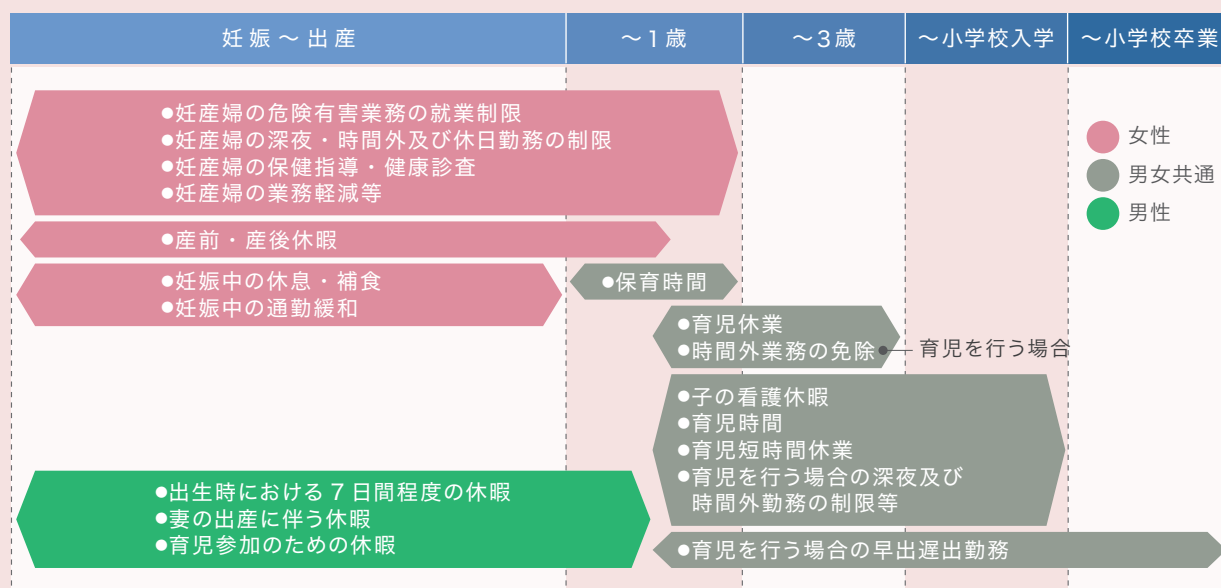 妊娠～出産
～1歳
～3歳
～小学校入学
～小学校卒業
●妊産婦の危険有害業務の就業制限
●妊産婦の深夜・時間外及び休日勤務の制限
●妊産婦の保健指導・健康診査
●妊産婦の業務軽減等
女性
男女共通
男性
●産前・産後休暇
●妊娠中の休息・補食
●妊娠中の通勤緩和
●保育時間
●育児休業
●時間外業務の免除
育児を行う場合
●子の看護休暇
●育児時間
●育児短時間休業
●育児を行う場合の深夜及び
時間外勤務の制限等
●出生時における7日間程度の休暇
●妻の出産に伴う休暇
●育児参加のための休暇
●育児を行う場合の早出遅出勤務